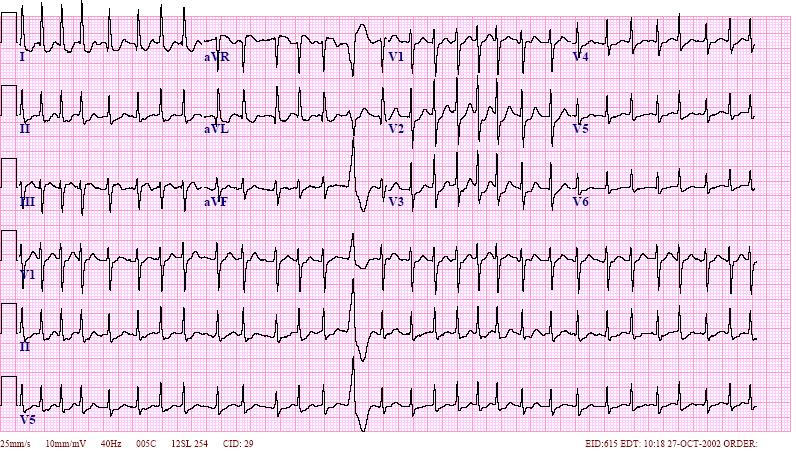 I aVR V1 V4
II aVL V2 V5
III aVF V3 V6
V1
II
V5
25mm/s 10mm/mV 40Hz 005C 12SL 254 CID: 29 EID:615 EDT: 10:18 27-OCT-2002 ORDER: